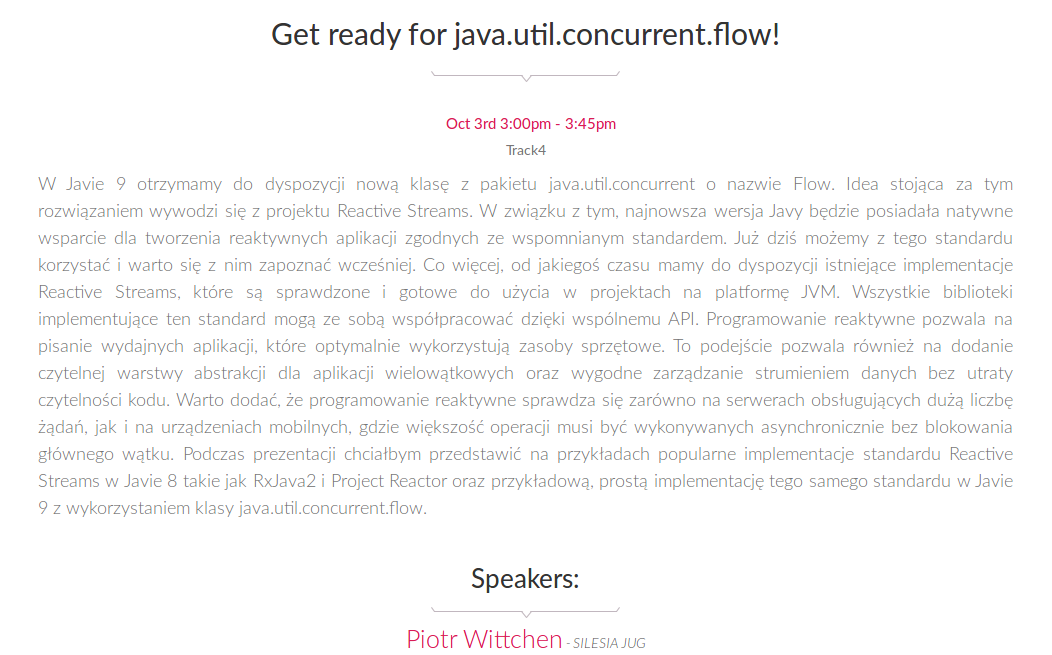 Get ready for java.util.concurrent.flow!
Oct 3rd 3:00pm - 3:45pm
Track4
W Javie 9 otrzymamy do dyspozycji nową klasę z pakietu java.util.concurrent o nazwie Flow. Idea stojąca za tym
rozwiązaniem wywodzi się z projektu Reactive Streams. W związku z tym, najnowsza wersja Javy będzie posiadała natywne
wsparcie dla tworzenia reaktywnych aplikacji zgodnych ze wspomnianym standardem. Już dziś możemy z tego standardu
korzystać i warto się z nim zapoznać wcześniej. Co więcej, od jakiegoś czasu mamy do dyspozycji istniejące implementacje
Reactive Streams, które są sprawdzone i gotowe do użycia w projektach na platformę JVM. Wszystkie biblioteki
implementujące ten standard mogą ze sobą współpracować dzięki wspólnemu API. Programowanie reaktywne pozwala na
pisanie wydajnych aplikacji, które optymalnie wykorzystują zasoby sprzętowe. To podejście pozwala również na dodanie
czytelnej warstwy abstrakcji dla aplikacji wielowątkowych oraz wygodne zarządzanie strumieniem danych bez utraty
czytelności kodu. Warto dodać, że programowanie reaktywne sprawdza się zarówno na serwerach obsługujących dużą liczbę
żądań, jak i na urządzeniach mobilnych, gdzie większość operacji musi być wykonywanych asynchronicznie bez blokowania
głównego wątku. Podczas prezentacji chciałbym przedstawić na przykładach popularne implementacje standardu Reactive
Streams w Javie 8 takie jak RxJava2 i Project Reactor oraz przykładową, prostą implementację tego samego standardu w Javie
9 z wykorzystaniem klasy java.util.concurrent.flow.
Speakers:
Piotr Wittchen - SILESIA JUG